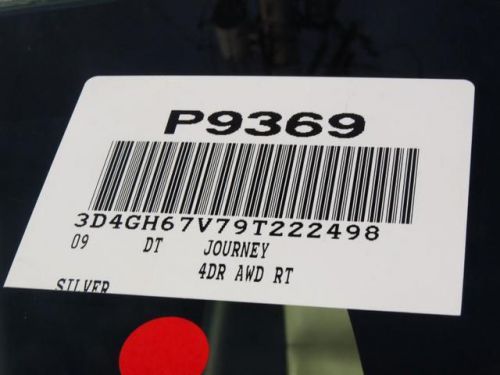 P9369
3D4GH67V79T222498
09 DT JOURNEY
4DR AWD RT
SILVER